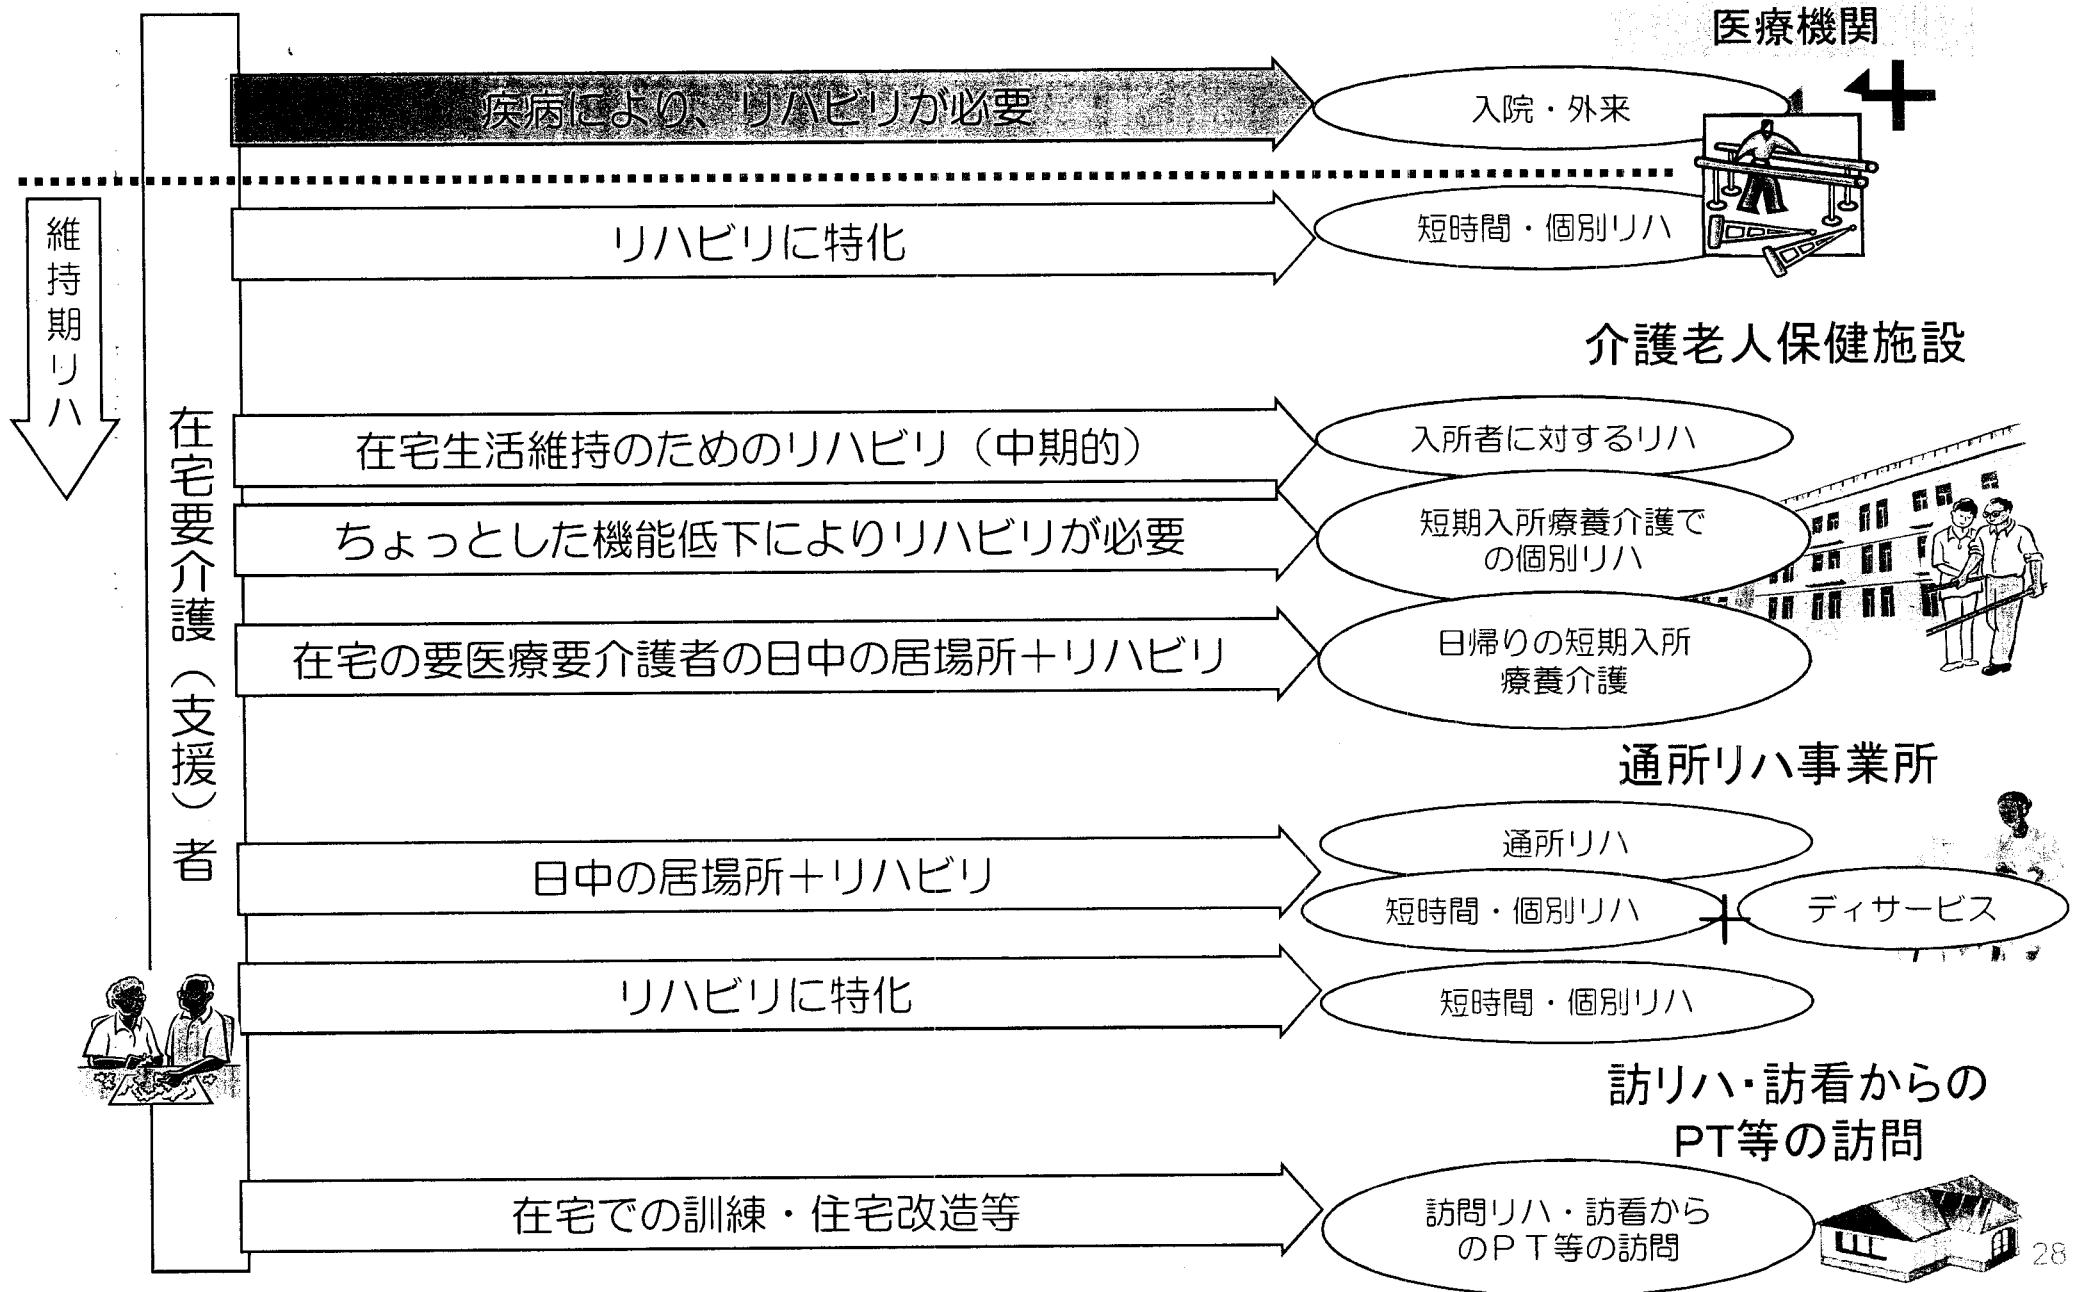 医療機関
疾病により、リハビリが必要
入院・外来
維持期リハ
リハビリに特化
短時間・個別リハ
介護老人保健施設
在宅要介護（支援）者
在宅生活維持のためのリハビリ（中期的）
入所者に対するリハ
ちょっとした機能低下によりリハビリが必要
短期入所療養介護で
の個別リハ
在宅の要医療要介護者の日中の居場所＋リハビリ
日帰りの短期入所
療養介護
通所リハ事業所
日中の居場所＋リハビリ
通所リハ
短時間・個別リハ
＋
ディサービス
リハビリに特化
短時間・個別リハ
訪リハ・訪看からの
PT等の訪問
在宅での訓練・住宅改造等
訪問リハ・訪看から
のＰＴ等の訪問
28